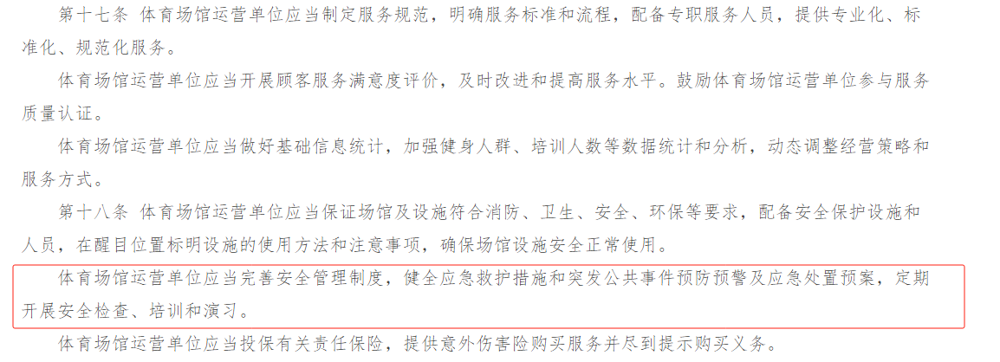 第十七条 体育场馆运营单位应当制定服务规范，明确服务标准和流程，配备专职服务人员，提供专业化、标
准化、规范化服务。
体育场馆运营单位应当开展顾客服务满意度评价，及时改进和提高服务水平。鼓励体育场馆运营单位参与服务
质量认证。
体育场馆运营单位应当做好基础信息统计，加强健身人群、培训人数等数据统计和分析，动态调整经营策略和
服务方式。
第十八条 体育场馆运营单位应当保证场馆及设施符合消防、卫生、安全、环保等要求，配备安全保护设施和
人员，在醒目位置标明设施的使用方法和注意事项，确保场馆设施安全正常使用。
体育场馆运营单位应当完善安全管理制度，健全应急救护措施和突发公共事件预防预警及应急处置预案，定期
开展安全检查、培训和演习。
体育场馆运营单位应当投保有关责任保险，提供意外伤害险购买服务并尽到提示购买义务。